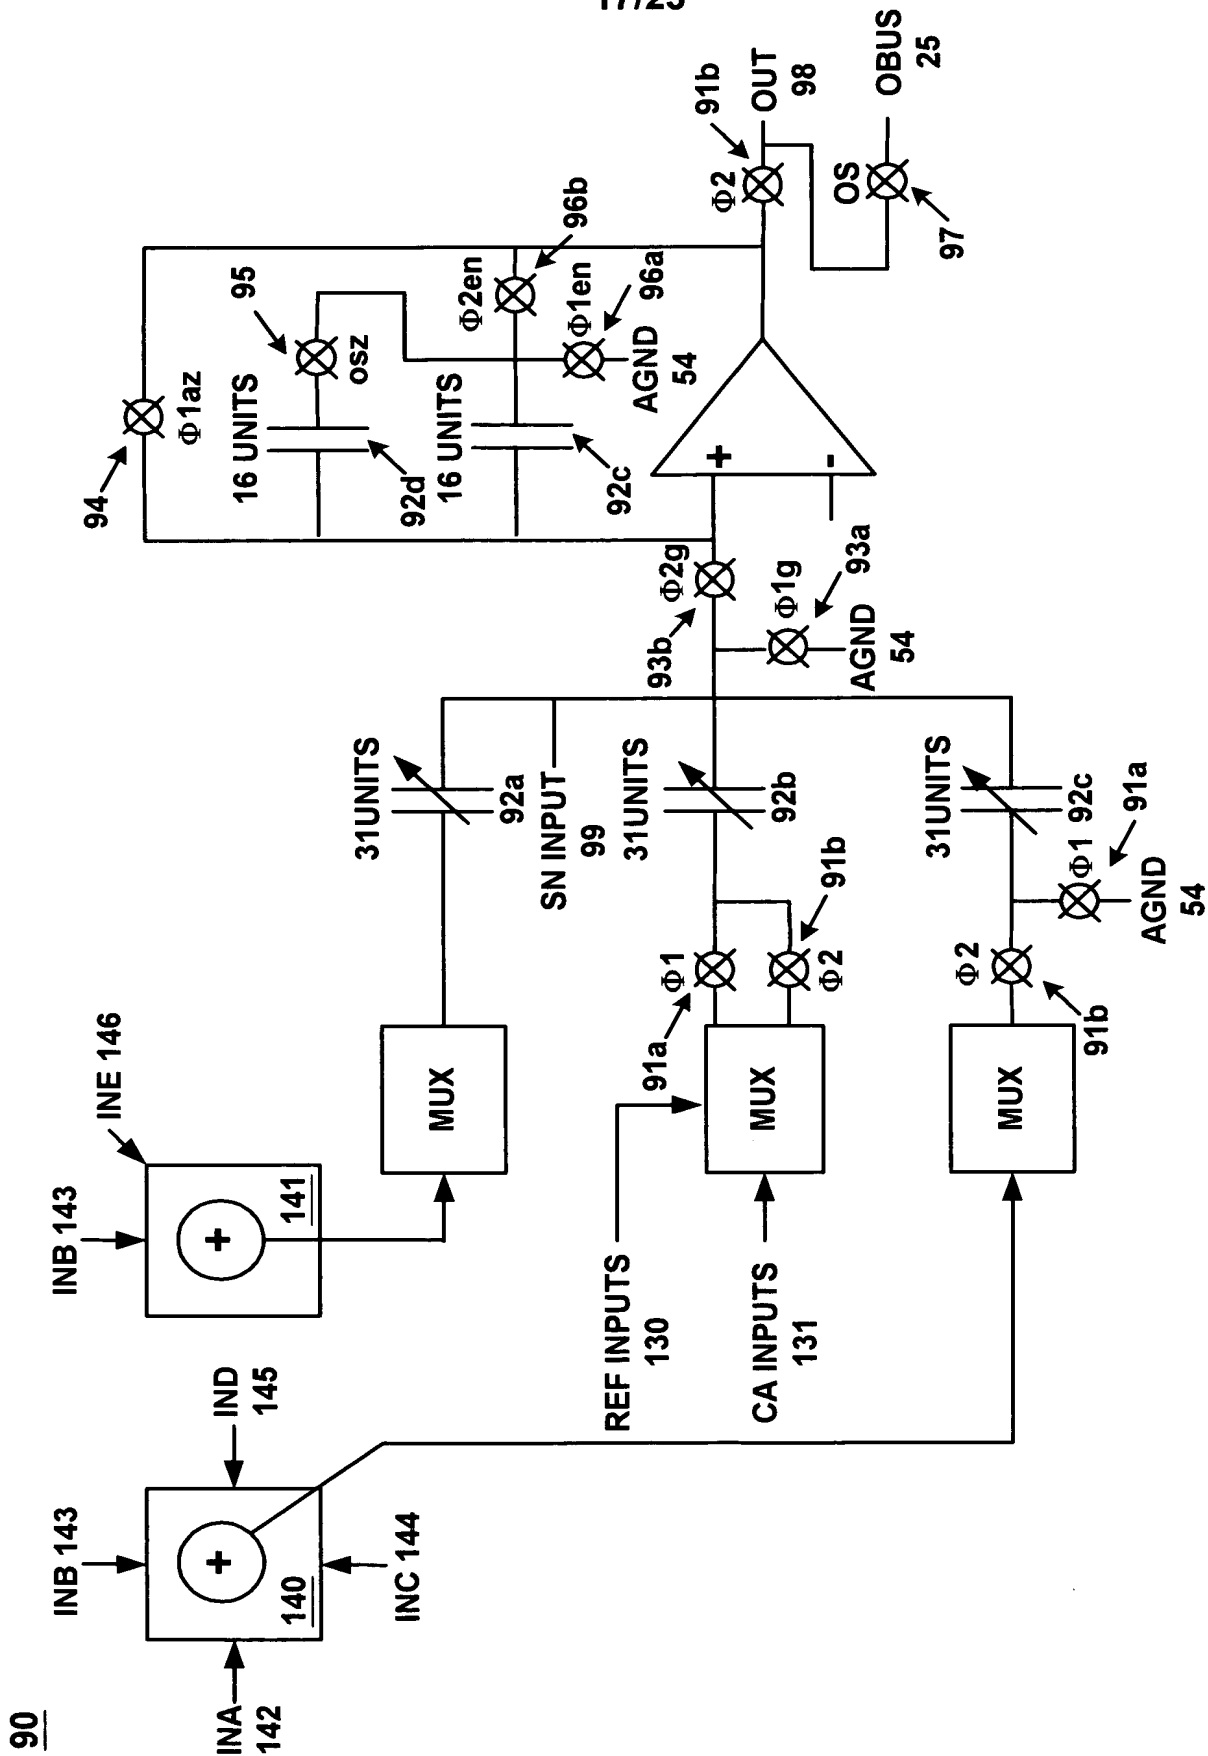 17/23
90
INA
142
INB 143
140
IND
145
INC 144
INB 143
INE 146
141
REF INPUTS
130
CA INPUTS
131
MUX
MUX
MUX
91a
Φ1
Φ2
91b
Φ2
91b
Φ1
91a
AGND
54
31UNITS
92a
SN INPUT
99
31UNITS
92b
31UNITS
92c
93b
Φ2g
Φ1g
93a
AGND
54
94
Φ1az
16 UNITS
92d
95
osz
16 UNITS
92c
Φ2en
96b
Φ1en
96a
AGND
54
+
-
Φ2
91b
OUT
98
OS
97
OBUS
25
+
+